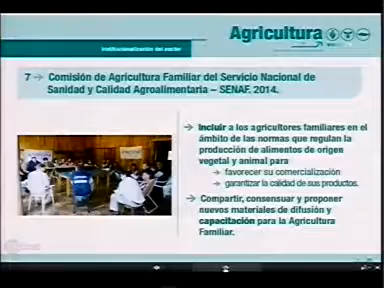 Agricultura
Institucionalización del sector
7 → Comisión de Agricultura Familiar del Servicio Nacional de
Sanidad y Calidad Agroalimentaria – SENAF. 2014.
→ Incluir a los agricultores familiares en el
ámbito de las normas que regulan la
producción de alimentos de origen
vegetal y animal para
→ favorecer su comercialización
→ garantizar la calidad de sus productos.
→ Compartir, consensuar y proponer
nuevos materiales de difusión y
capacitación para la Agricultura
Familiar.